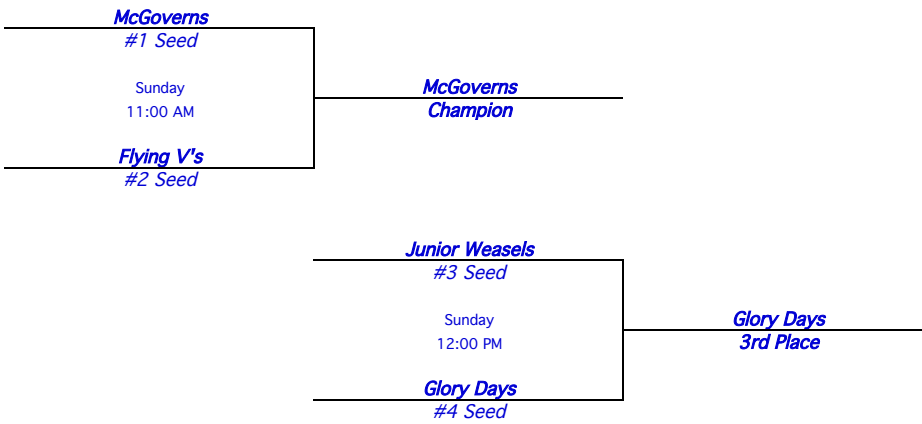 McGoverns
#1 Seed
Sunday
11:00 AM
McGoverns
Champion
Flying V's
#2 Seed
Junior Weasels
#3 Seed
Sunday
12:00 PM
Glory Days
3rd Place
Glory Days
#4 Seed